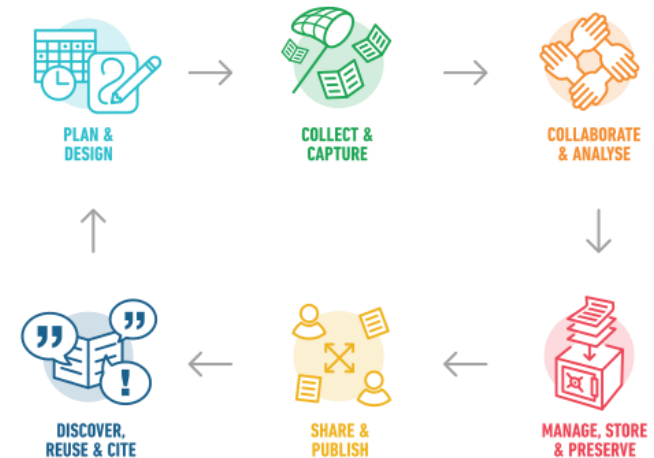 PLAN &
DESIGN
COLLECT &
CAPTURE
COLLABORATE
& ANALYSE
DISCOVER,
REUSE & CITE
SHARE &
PUBLISH
MANAGE, STORE
& PRESERVE